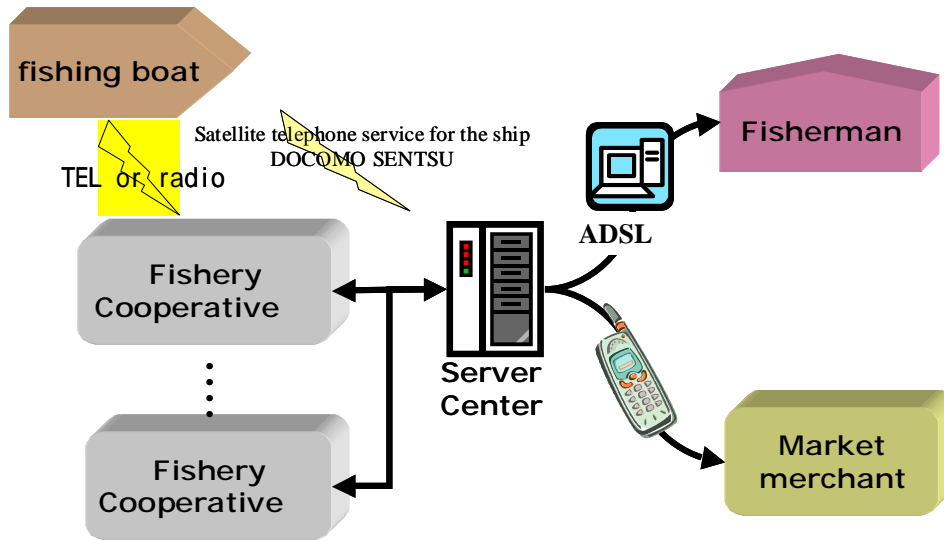 fishing boat
Satellite telephone service for the ship
DOCOMO SENTSU
TEL or radio
Fisherman
ADSL
Fishery
Cooperative
Server
Center
Fishery
Cooperative
Market
merchant